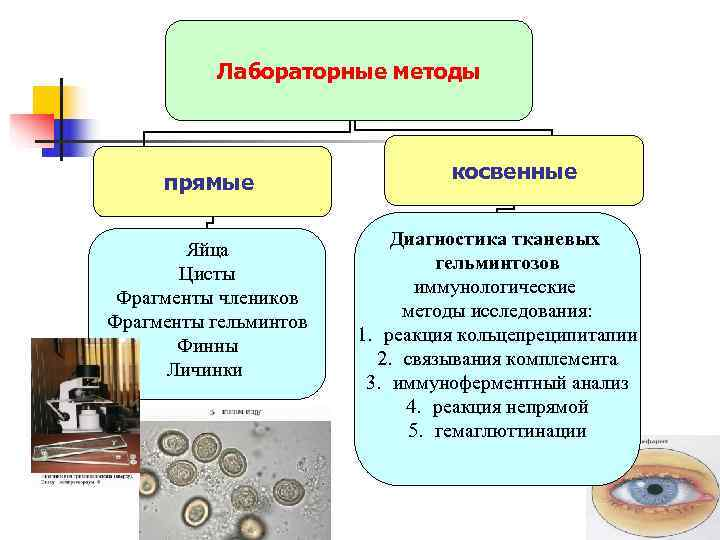 Лабораторные методы
прямые
косвенные
Яйца
Цисты
Фрагменты члеников
Фрагменты гельминтов
Финны
Личинки
Диагностика тканевых
гельминтозов
иммунологические
методы исследования:
1. реакция кольцепреципитапии
2. связывания комплемента
3. иммуноферментный анализ
4. реакция непрямой
5. гемаглюттинации